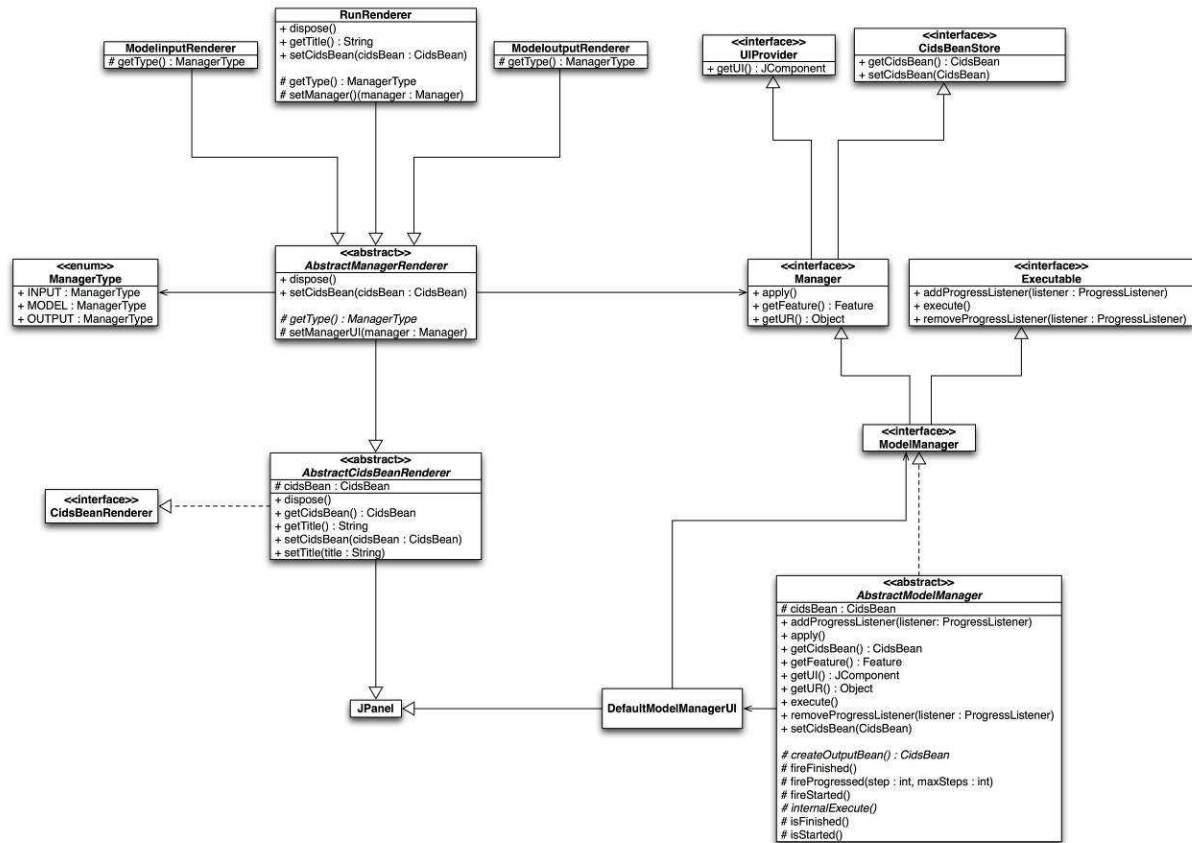 RunRenderer
+ dispose()
+ getTitle() : String
+ setCidsBean(cidsBean : CidsBean)
# getType() : ManagerType
# setManager()(manager : Manager)
ModelinputRenderer
# getType() : ManagerType
ModeloutputRenderer
# getType() : ManagerType
<<interface>>
UIProvider
+ getUI() : JComponent
<<interface>>
CidsBeanStore
+ getCidsBean() : CidsBean
+ setCidsBean(CidsBean)
<<enum>>
ManagerType
+ INPUT : ManagerType
+ MODEL : ManagerType
+ OUTPUT : ManagerType
<<abstract>>
AbstractManagerRenderer
+ dispose()
+ setCidsBean(cidsBean : CidsBean)
# getType() : ManagerType
# setManagerUI(manager : Manager)
<<interface>>
Manager
+ apply()
+ getFeature() : Feature
+ getUR() : Object
<<interface>>
Executable
+ addProgressListener(listener : ProgressListener)
+ execute()
+ removeProgressListener(listener : ProgressListener)
<<interface>>
ModelManager
<<interface>>
CidsBeanRenderer
<<abstract>>
AbstractCidsBeanRenderer
# cidsBean : CidsBean
+ dispose()
+ getCidsBean() : CidsBean
+ getTitle() : String
+ setCidsBean(cidsBean : CidsBean)
+ setTitle(title : String)
JPanel
DefaultModelManagerUI
<<abstract>>
AbstractModelManager
# cidsBean : CidsBean
+ addProgressListener(listener: ProgressListener)
+ apply()
+ getCidsBean() : CidsBean
+ getFeature() : Feature
+ getUI() : JComponent
+ getUR() : Object
+ execute()
+ removeProgressListener(listener : ProgressListener)
+ setCidsBean(CidsBean)
# createOutputBean() : CidsBean
# fireFinished()
# fireProgressed(step : int, maxSteps : int)
# fireStarted()
# internalExecute()
# isFinished()
# isStarted()